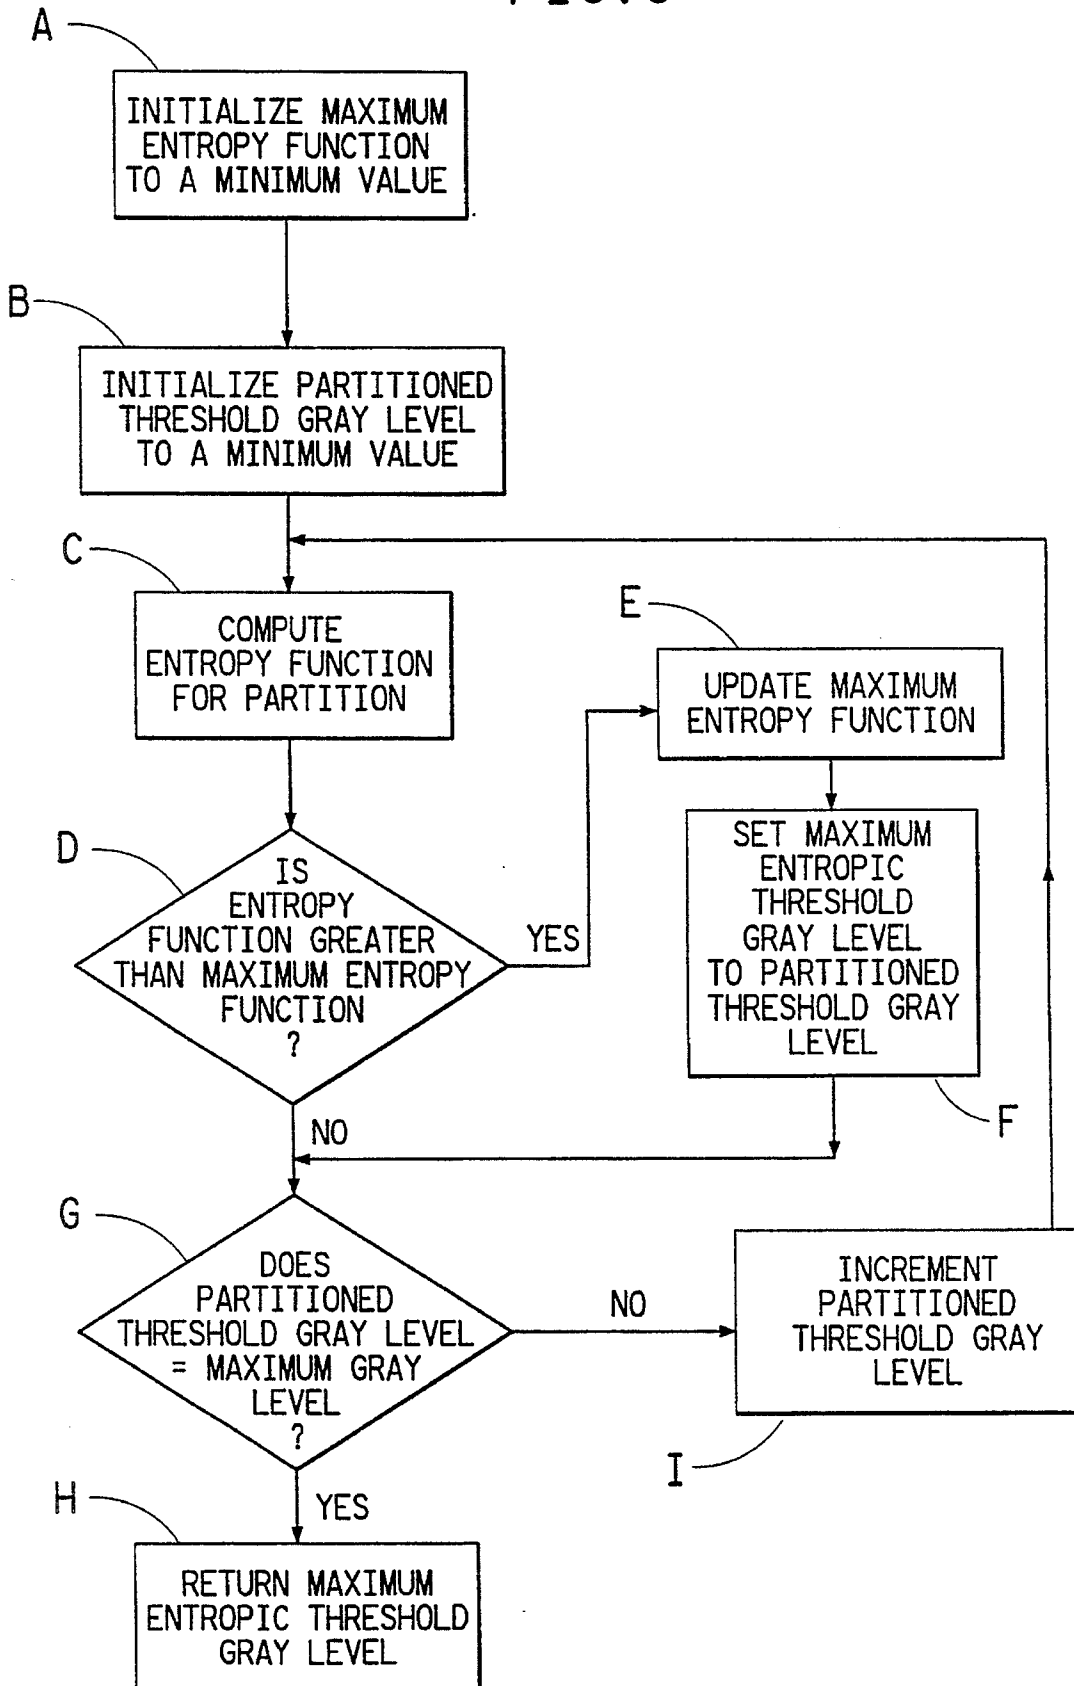 A
INITIALIZE MAXIMUM
ENTROPY FUNCTION
TO A MINIMUM VALUE
B
INITIALIZE PARTITIONED
THRESHOLD GRAY LEVEL
TO A MINIMUM VALUE
C
COMPUTE
ENTROPY FUNCTION
FOR PARTITION
D
IS
ENTROPY
FUNCTION GREATER
THAN MAXIMUM ENTROPY
FUNCTION
?
YES
E
UPDATE MAXIMUM
ENTROPY FUNCTION
SET MAXIMUM
ENTROPIC
THRESHOLD
GRAY LEVEL
TO PARTITIONED
THRESHOLD GRAY
LEVEL
F
NO
G
DOES
PARTITIONED
THRESHOLD GRAY LEVEL
= MAXIMUM GRAY
LEVEL
?
NO
INCREMENT
PARTITIONED
THRESHOLD GRAY
LEVEL
I
YES
H
RETURN MAXIMUM
ENTROPIC THRESHOLD
GRAY LEVEL